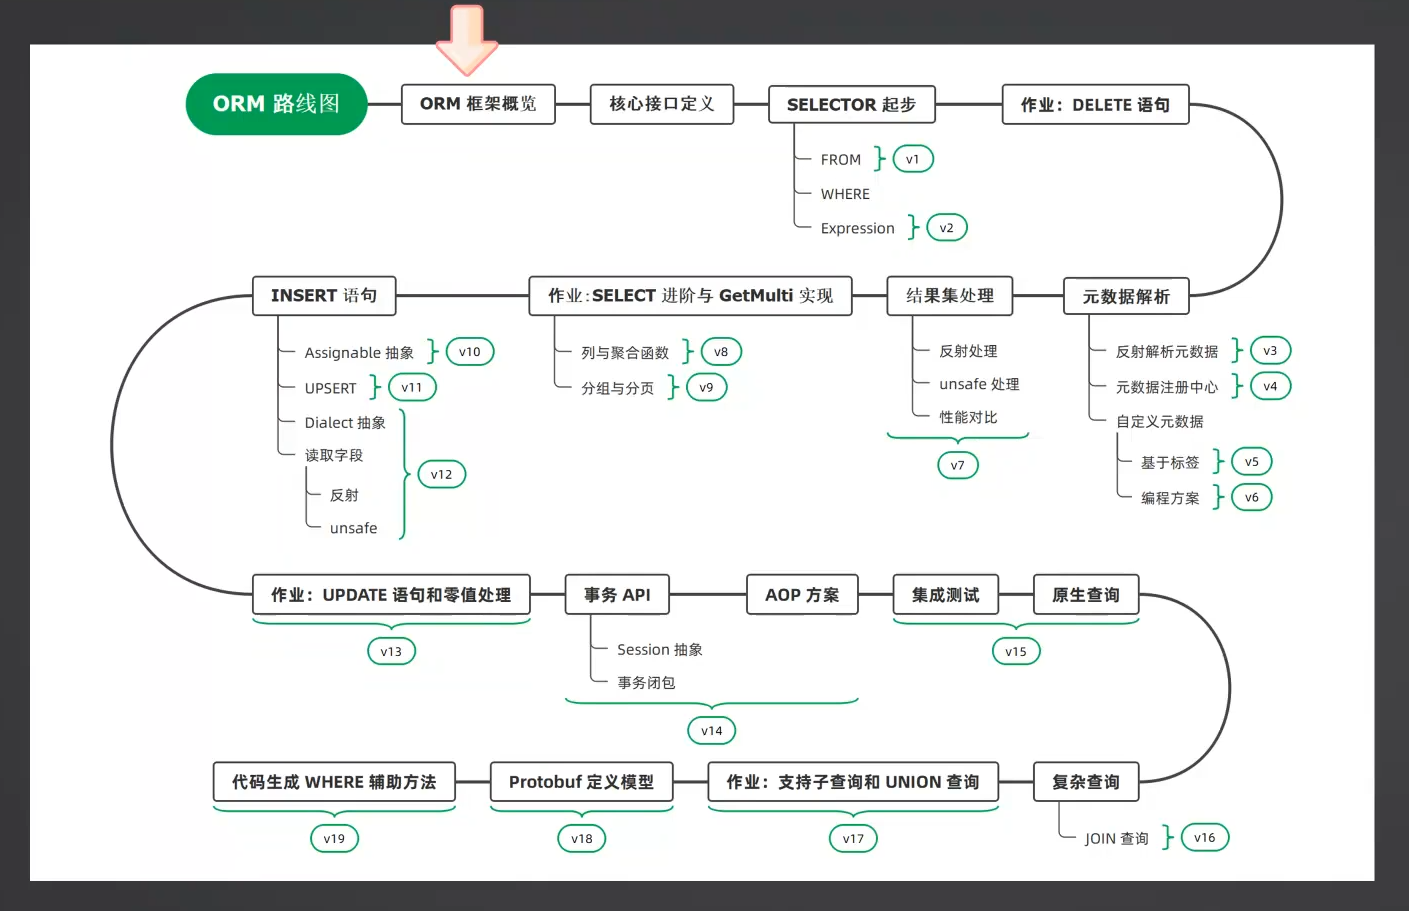 ORM 路线图
ORM 框架概览
核心接口定义
SELECTOR 起步
作业：DELETE 语句
FROM
v1
WHERE
Expression
v2
元数据解析
反射解析元数据
v3
元数据注册中心
v4
自定义元数据
基于标签
v5
编程方案
v6
结果集处理
反射处理
unsafe 处理
性能对比
v7
作业:SELECT 进阶与 GetMulti 实现
列与聚合函数
v8
分组与分页
v9
INSERT 语句
Assignable 抽象
v10
UPSERT
v11
Dialect 抽象
读取字段
反射
unsafe
v12
作业：UPDATE 语句和零值处理
v13
事务 API
Session 抽象
事务闭包
AOP 方案
v14
集成测试
原生查询
v15
复杂查询
JOIN 查询
v16
作业：支持子查询和 UNION 查询
v17
Protobuf 定义模型
v18
代码生成 WHERE 辅助方法
v19